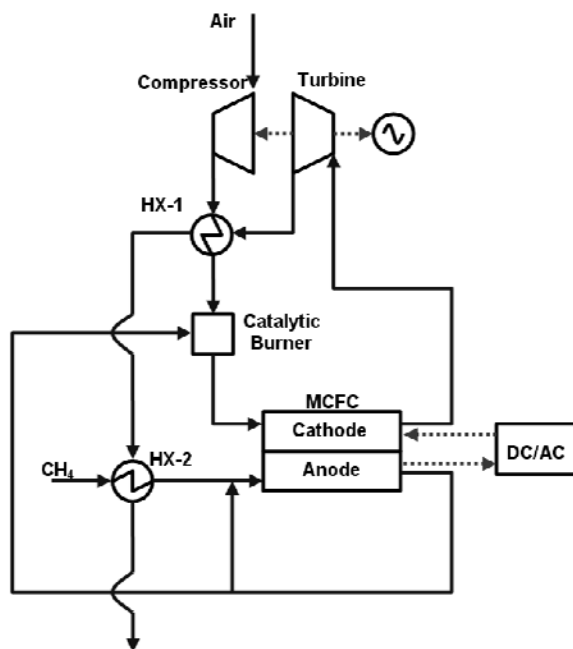 Air
Compressor
Turbine
HX-1
Catalytic
Burner
MCFC
Cathode
DC/AC
HX-2
CH₄
Anode